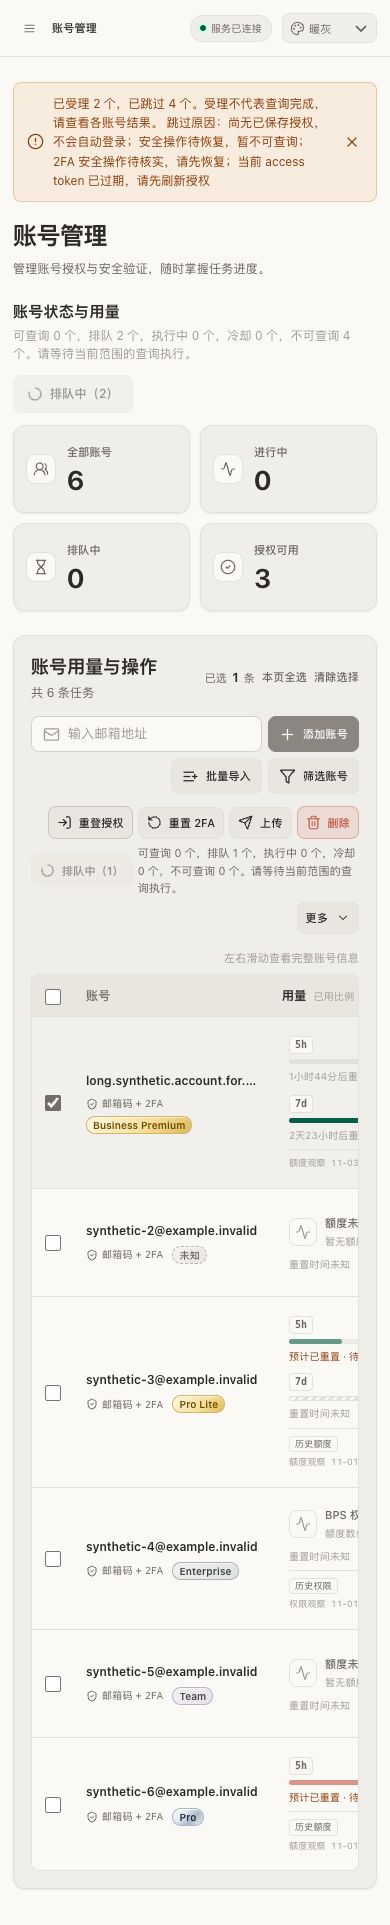 账号管理
服务已连接
暖灰
已受理 2 个，已跳过 4 个。受理不代表查询完成，
请查看各账号结果。 跳过原因：尚无已保存授权，
不会自动登录；安全操作待恢复，暂不可查询；
2FA 安全操作待核实，请先恢复；当前 access
token 已过期，请先刷新授权
账号管理
管理账号授权与安全验证，随时掌握任务进度。
账号状态与用量
可查询 0 个，排队 2 个，执行中 0 个，冷却 0 个，不可查询 4
个。请等待当前范围的查询执行。
排队中（2）
全部账号
6
进行中
0
排队中
0
授权可用
3
账号用量与操作
共 6 条任务
已选 1 条 本页全选 清除选择
输入邮箱地址
添加账号
批量导入
筛选账号
重登授权
重置 2FA
上传
删除
排队中（1）
可查询 0 个，排队 1 个，执行中 0 个，冷却
0 个，不可查询 0 个。请等待当前范围的查
询执行。
更多
左右滑动查看完整账号信息
账号
用量 已用比例
long.synthetic.account.for....
邮箱码 + 2FA
Business Premium
5h
1小时44分后重
7d
2天23小时后重
额度观察 11-03
synthetic-2@example.invalid
邮箱码 + 2FA 未知
额度未
暂无额
重置时间未知
synthetic-3@example.invalid
邮箱码 + 2FA Pro Lite
5h
预计已重置 · 待
7d
重置时间未知
历史额度
额度观察 11-01
synthetic-4@example.invalid
邮箱码 + 2FA Enterprise
BPS 权
额度数
重置时间未知
历史权限
权限观察 11-01
synthetic-5@example.invalid
邮箱码 + 2FA Team
额度未
暂无额
重置时间未知
synthetic-6@example.invalid
邮箱码 + 2FA Pro
5h
预计已重置 · 待
历史额度
额度观察 11-01